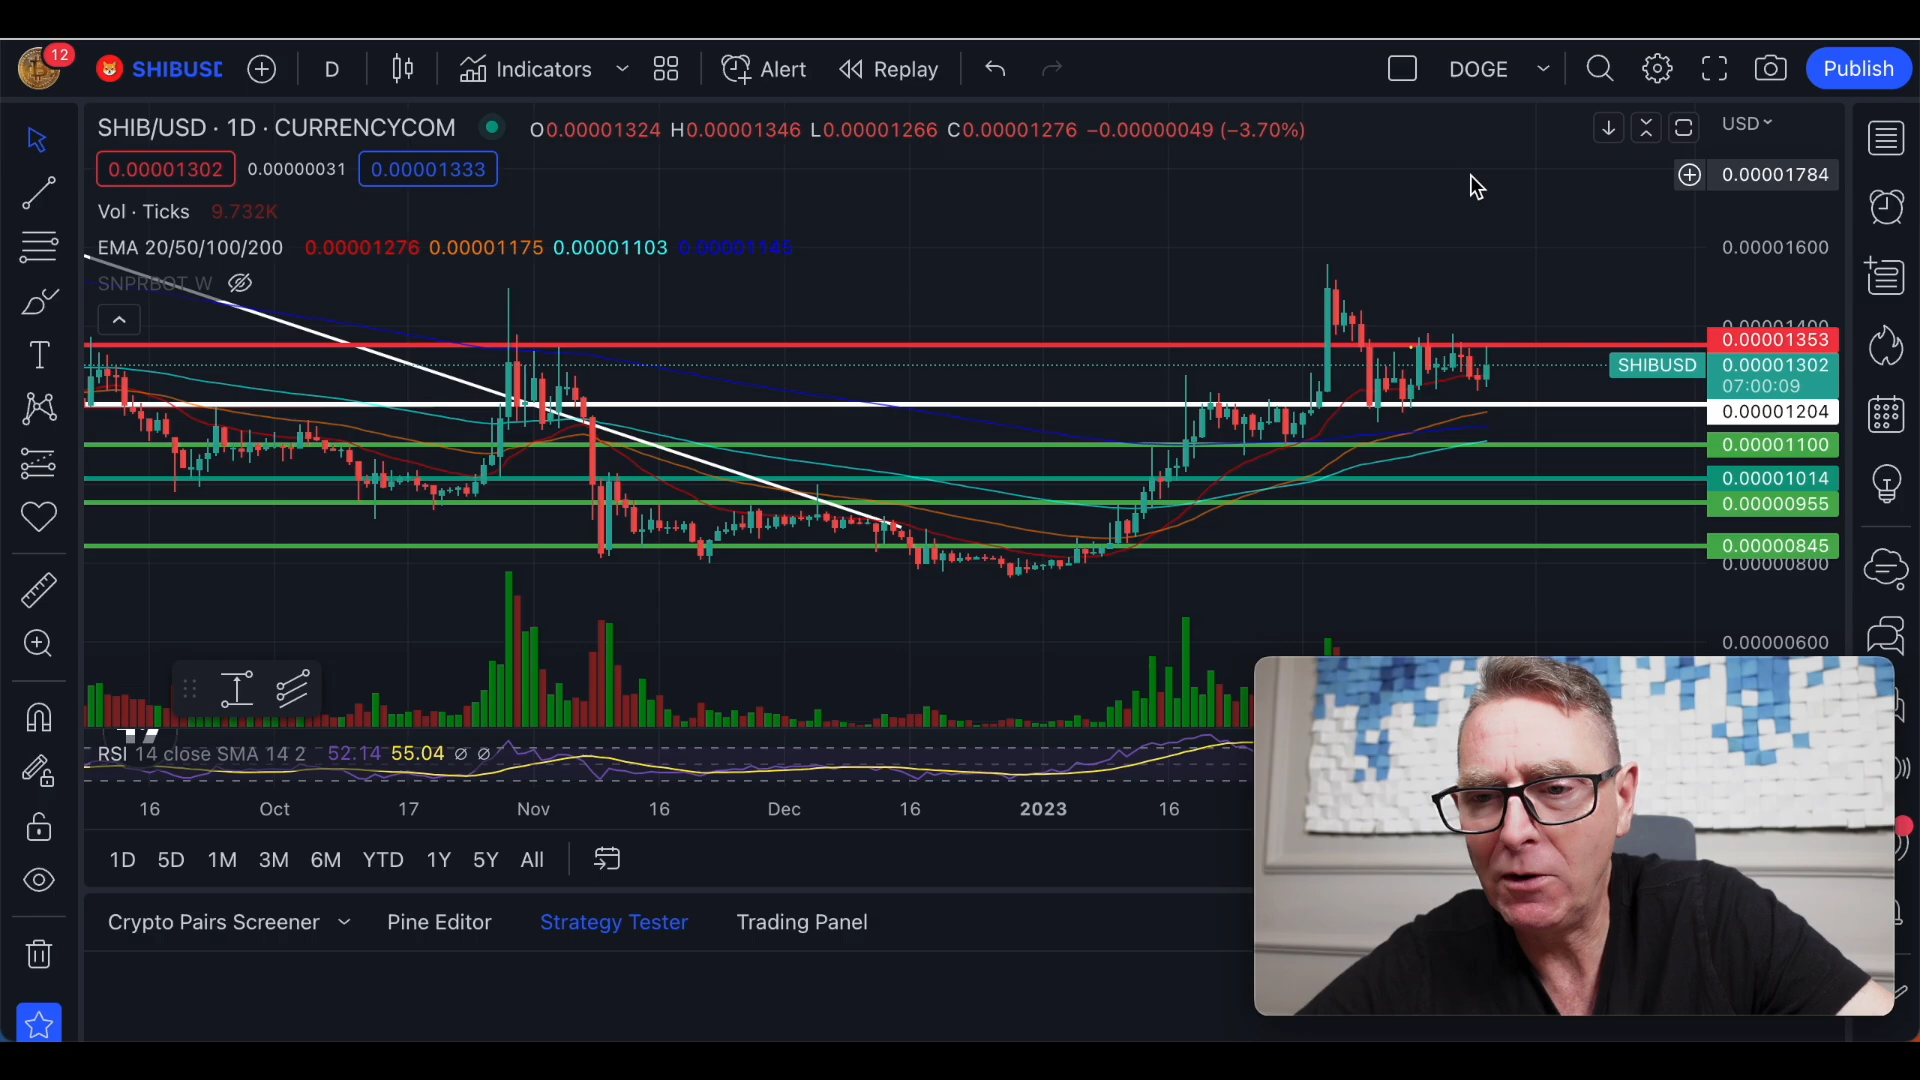 12
SHIBUSD D Indicators Alert Replay DOGE Publish
SHIB/USD · 1D · CURRENCYCOM O0.00001324 H0.00001346 L0.00001266 C0.00001276 −0.00000049 (−3.70%) USD
0.00001302 0.00000031 0.00001333 0.00001784
Vol · Ticks 9.732K
EMA 20/50/100/200 0.00001276 0.00001175 0.00001103 0.00001145 0.00001600
SNPRBOT W
0.00001400
0.00001353
SHIBUSD 0.00001302
07:00:09
0.00001204
0.00001100
0.00001014
0.00000955
0.00000845
0.00000800
0.00000600
RSI 14 close SMA 14 2 52.14 55.04 ∅ ∅
16 Oct 17 Nov 16 Dec 16 2023 16
1D 5D 1M 3M 6M YTD 1Y 5Y All
Crypto Pairs Screener Pine Editor Strategy Tester Trading Panel